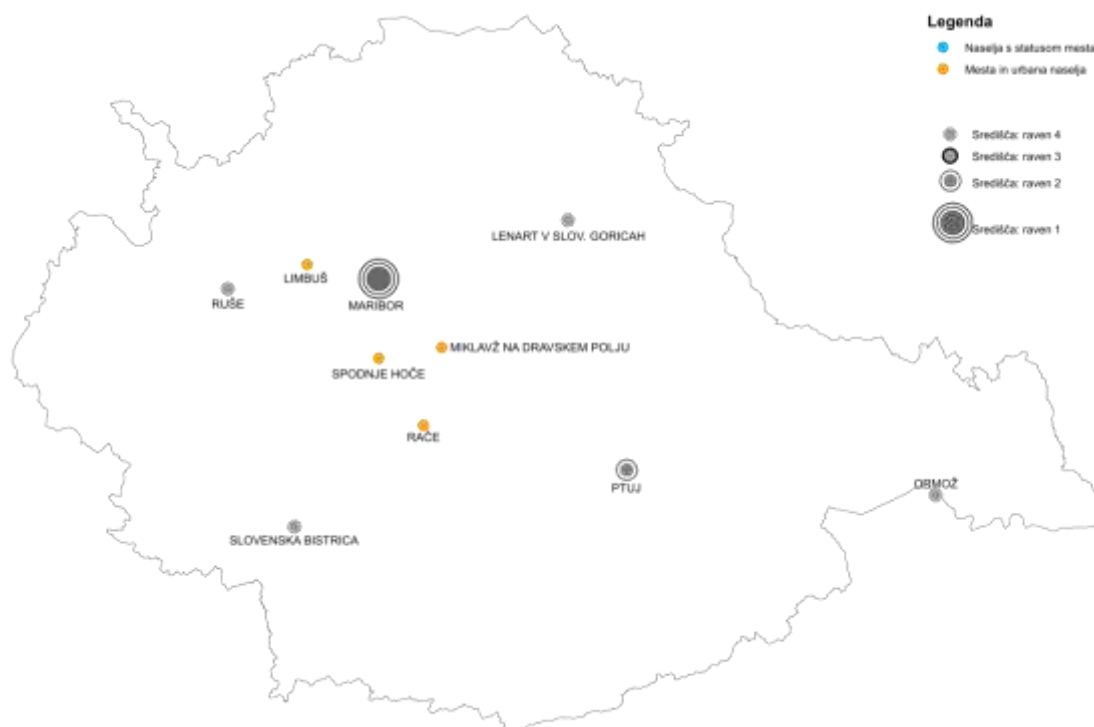 Legenda
Naselja s statusom mesta
Mesta in urbana naselja
Središča: raven 4
Središča: raven 3
Središča: raven 2
Središča: raven 1
LENART V SLOV. GORICAH
LIMBUŠ
RUŠE
MARIBOR
MIKLAVŽ NA DRAVSKEM POLJU
SPODNJE HOČE
RAČE
PTUJ
ORMOŽ
SLOVENSKA BISTRICA